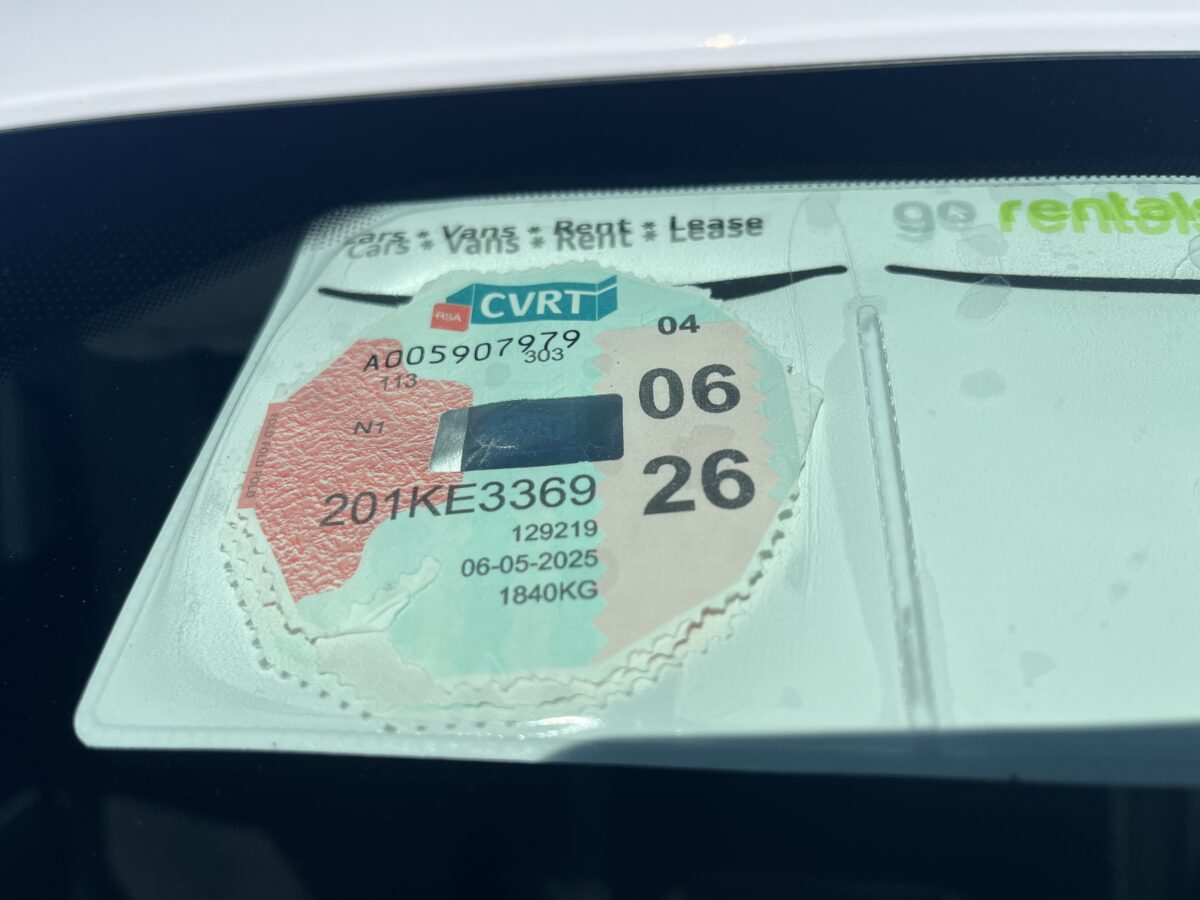 Cars * Vans * Rent * Lease
go rentals
RSA CVRT
04
A005907979
303
113
06
N1
26
201KE3369
129219
06-05-2025
1840KG